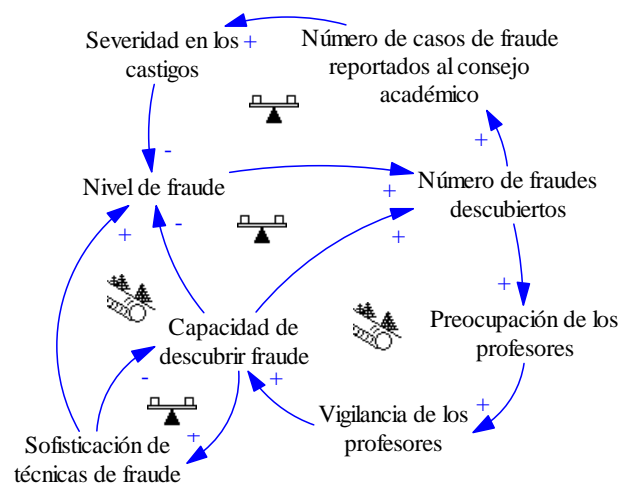 Severidad en los
castigos
+
Número de casos de fraude
reportados al consejo
académico
+
-
Nivel de fraude
+
Número de fraudes
descubiertos
+
-
+
+
Capacidad de
descubrir fraude
Preocupación de los
profesores
-
+
+
Vigilancia de los
profesores
+
+
Sofisticación de
técnicas de fraude